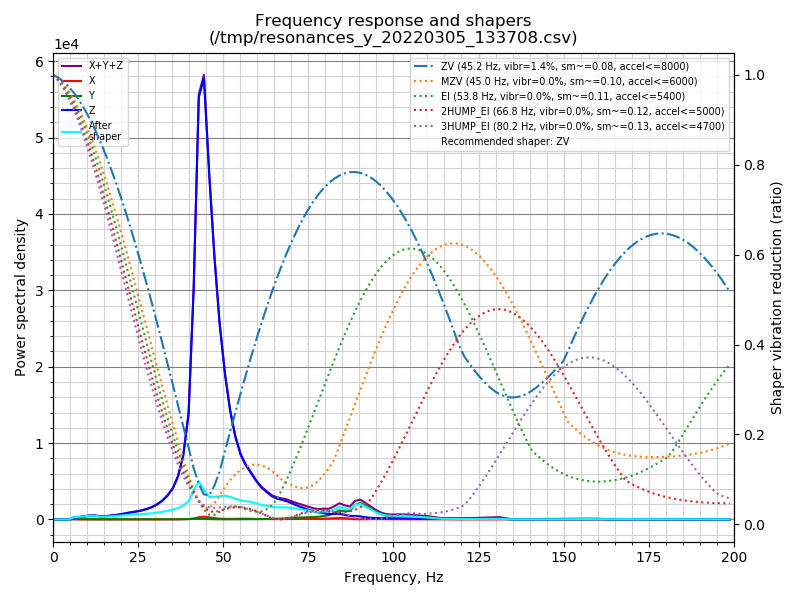 Frequency response and shapers
(/tmp/resonances_y_20220305_133708.csv)
1e4
X+Y+Z
X
Y
Z
After
shaper
ZV (45.2 Hz, vibr=1.4%, sm~=0.08, accel<=8000)
MZV (45.0 Hz, vibr=0.0%, sm~=0.10, accel<=6000)
EI (53.8 Hz, vibr=0.0%, sm~=0.11, accel<=5400)
2HUMP_EI (66.8 Hz, vibr=0.0%, sm~=0.12, accel<=5000)
3HUMP_EI (80.2 Hz, vibr=0.0%, sm~=0.13, accel<=4700)
Recommended shaper: ZV
6
5
4
3
2
1
0
Power spectral density
1.0
0.8
0.6
0.4
0.2
0.0
Shaper vibration reduction (ratio)
0 25 50 75 100 125 150 175 200
Frequency, Hz